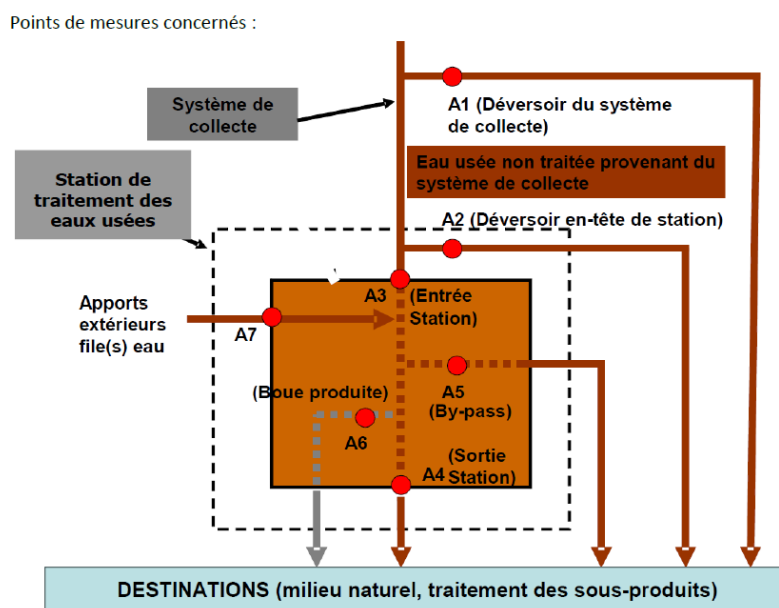 Points de mesures concernés :
Système de
collecte
A1 (Déversoir du système
de collecte)
Eau usée non traitée provenant du
système de collecte
Station de
traitement des
eaux usées
A2 (Déversoir en-tête de station)
A3
(Entrée
Station)
Apports
extérieurs
file(s) eau
A7
(Boue produite)
A5
(By-pass)
A6
(Sortie
Station)
A4
DESTINATIONS (milieu naturel, traitement des sous-produits)